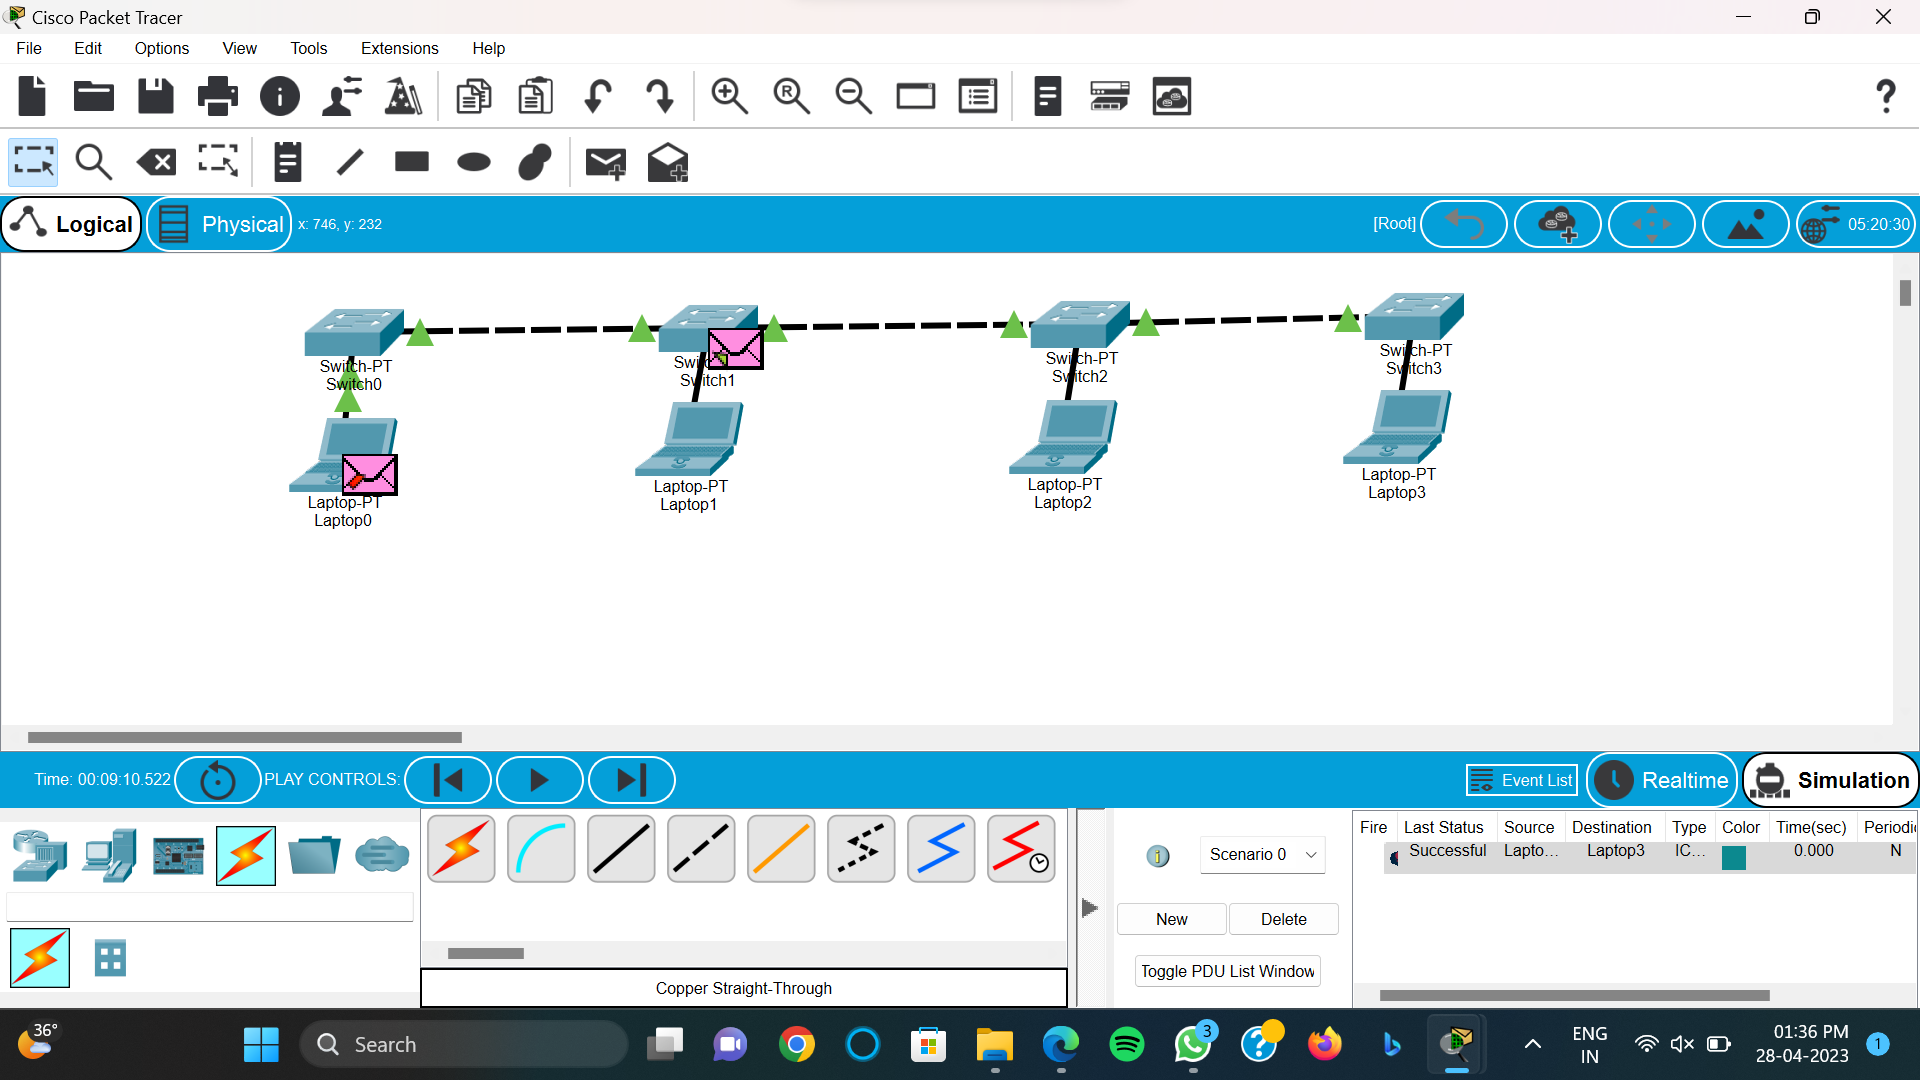 Cisco Packet Tracer
File Edit Options View Tools Extensions Help
Logical Physical x: 746, y: 232 [Root] 05:20:30
Switch-PT
Switch0
Switch1
Switch-PT
Switch2
Switch-PT
Switch3
Laptop-PT
Laptop0
Laptop-PT
Laptop1
Laptop-PT
Laptop2
Laptop-PT
Laptop3
Time: 00:09:10.522 PLAY CONTROLS: Event List Realtime Simulation
Fire Last Status Source Destination Type Color Time(sec) Periodi
Successful Lapto... Laptop3 IC... 0.000 N
Scenario 0
New Delete
Toggle PDU List Window
Copper Straight-Through
36°
Search
3
ENG
IN
01:36 PM
28-04-2023
1